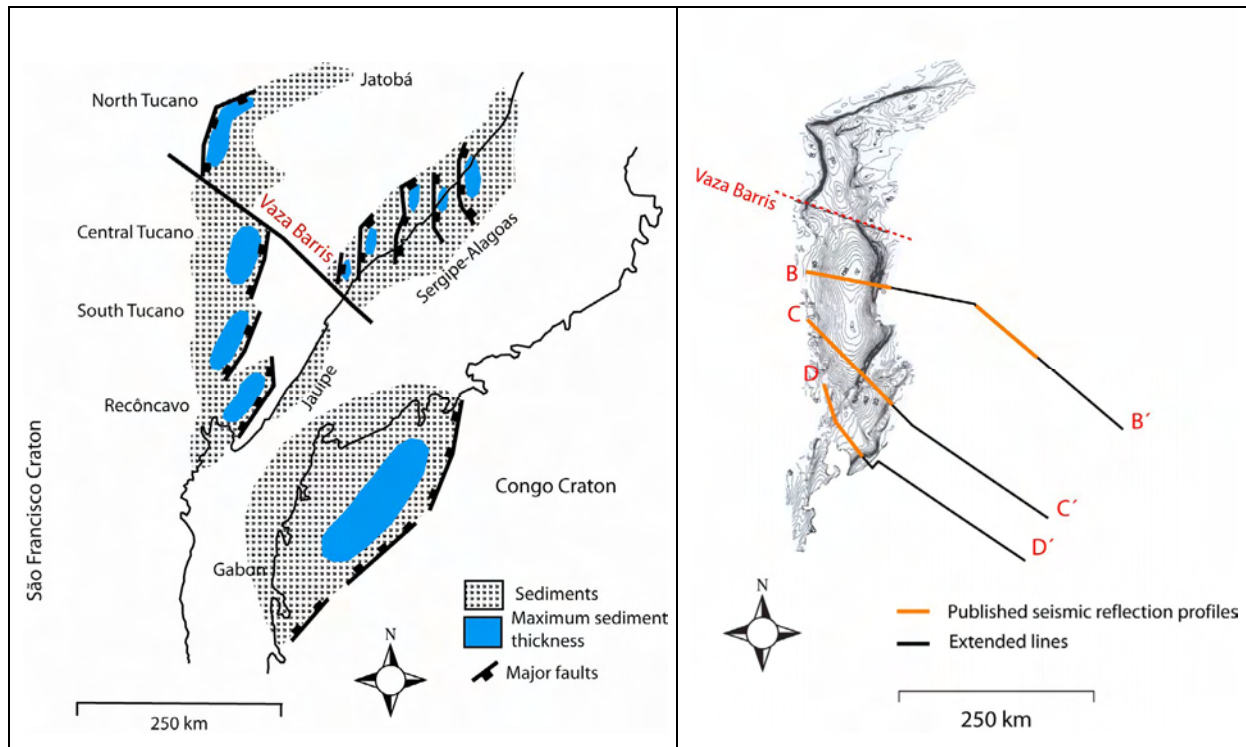 Jatobá
North Tucano
Vaza Barris
Central Tucano
Sergipe-Alagoas
South Tucano
Recôncavo
Jauípe
São Francisco Craton
Congo Craton
Gabon
Sediments
Maximum sediment
thickness
Major faults
N
250 km
Vaza Barris
B
C
D
B´
C´
D´
N
Published seismic reflection profiles
Extended lines
250 km